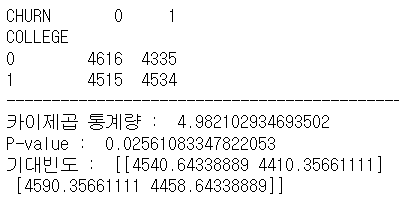 CHURN 0 1
COLLEGE
0 4616 4335
1 4515 4534
--------------------------------------------
카이제곱 통계량 : 4.982102934693502
P-value : 0.02561083347822053
기대빈도 : [[4540.64338889 4410.35661111]
[4590.35661111 4458.64338889]]